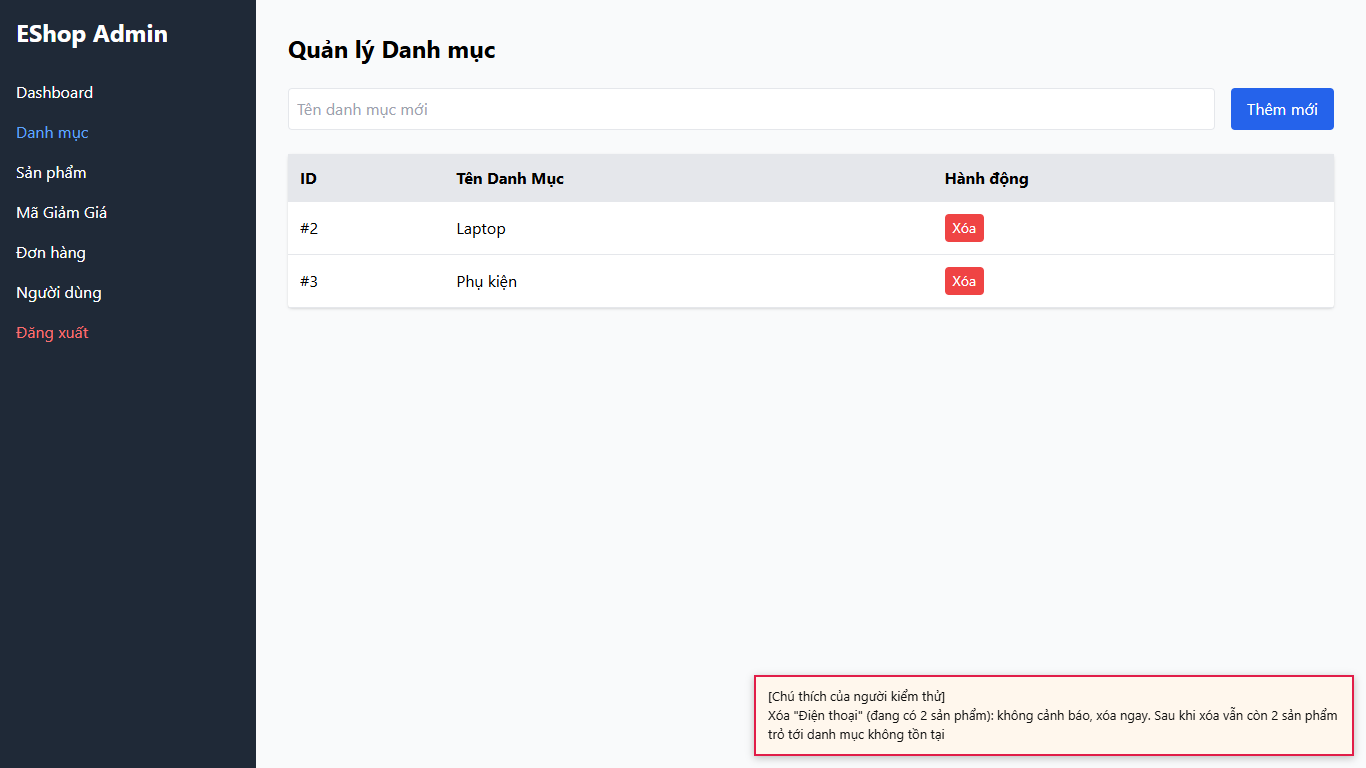 EShop Admin
Dashboard
Danh mục
Sản phẩm
Mã Giảm Giá
Đơn hàng
Người dùng
Đăng xuất
Quản lý Danh mục
Tên danh mục mới
Thêm mới
ID Tên Danh Mục Hành động
#2 Laptop Xóa
#3 Phụ kiện Xóa
[Chú thích của người kiểm thử]
Xóa "Điện thoại" (đang có 2 sản phẩm): không cảnh báo, xóa ngay. Sau khi xóa vẫn còn 2 sản phẩm
trỏ tới danh mục không tồn tại